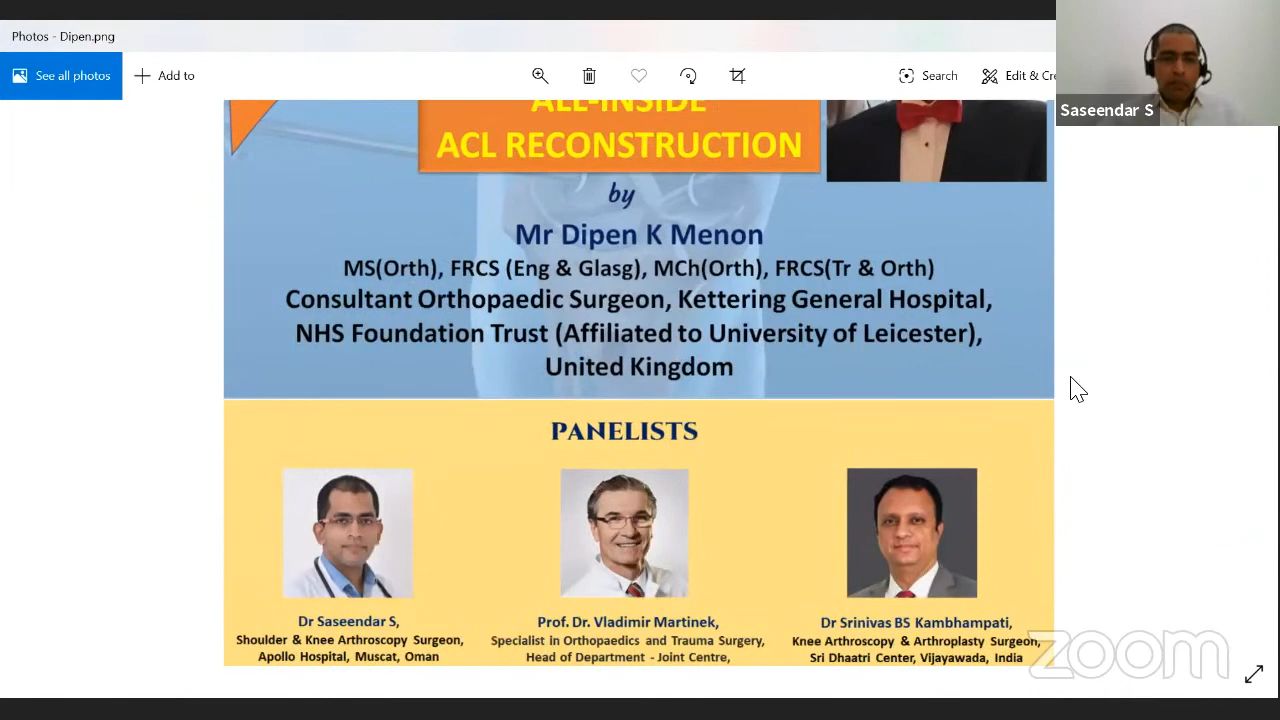 Photos - Dipen.png
See all photos
Add to
Search
Edit & Cre
Saseendar S
ALL-INSIDE
ACL RECONSTRUCTION
by
Mr Dipen K Menon
MS(Orth), FRCS (Eng & Glasg), MCh(Orth), FRCS(Tr & Orth)
Consultant Orthopaedic Surgeon, Kettering General Hospital,
NHS Foundation Trust (Affiliated to University of Leicester),
United Kingdom
PANELISTS
Dr Saseendar S,
Shoulder & Knee Arthroscopy Surgeon,
Apollo Hospital, Muscat, Oman
Prof. Dr. Vladimir Martinek,
Specialist in Orthopaedics and Trauma Surgery,
Head of Department - Joint Centre,
Dr Srinivas BS Kambhampati,
Knee Arthroscopy & Arthroplasty Surgeon,
Sri Dhaatri Center, Vijayawada, India
zoom